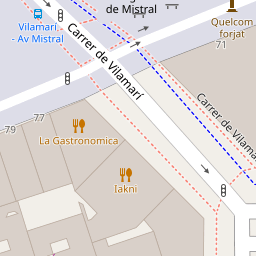 de Mistral
Quelcom
forjat
71
Vilamarí
- Av Mistral
Carrer de Vilamarí
Carrer de Vilamarí
77
79
La Gastronomica
Iakni